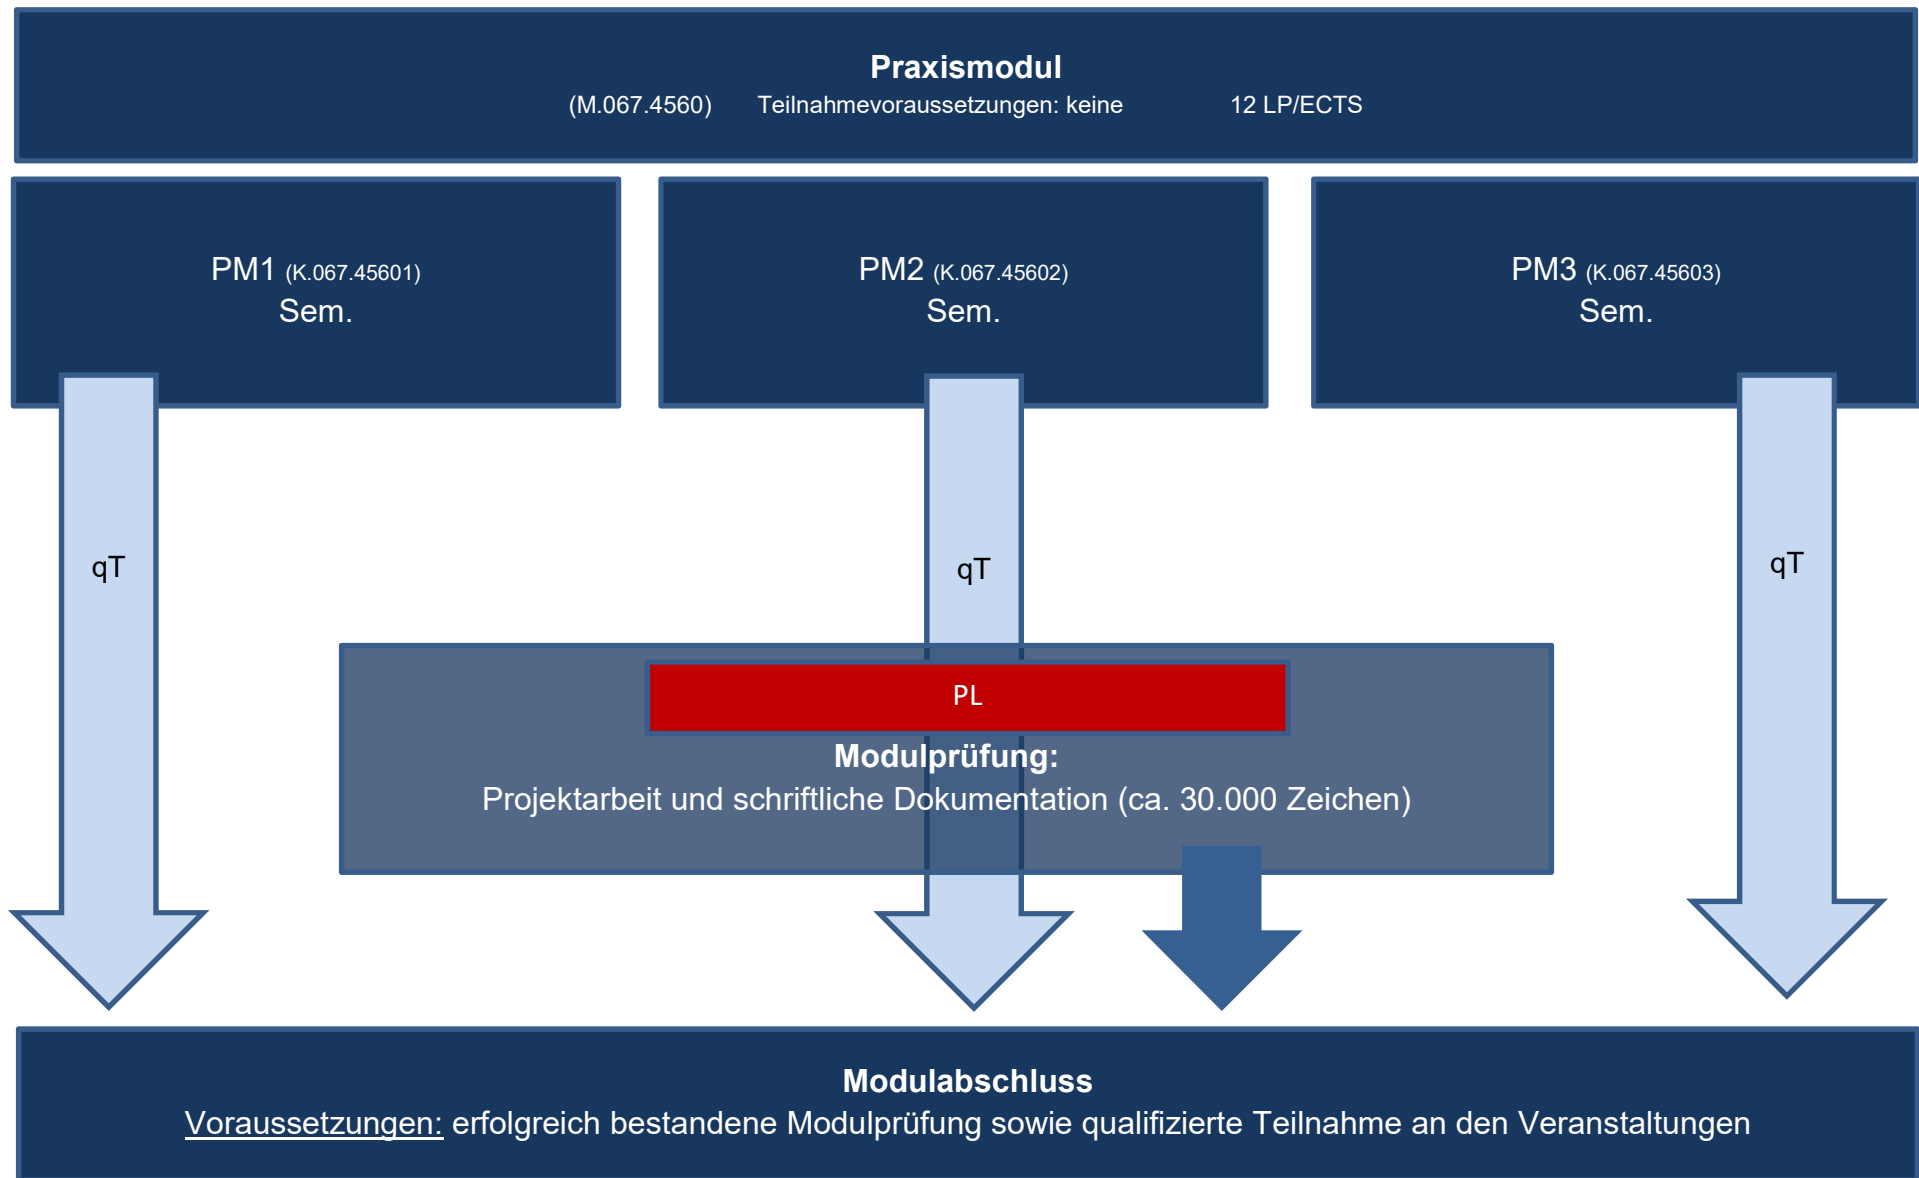 Praxismodul
(M.067.4560) Teilnahmevoraussetzungen: keine 12 LP/ECTS
PM1 (K.067.45601)
Sem.
PM2 (K.067.45602)
Sem.
PM3 (K.067.45603)
Sem.
qT
qT
qT
PL
Modulprüfung:
Projektarbeit und schriftliche Dokumentation (ca. 30.000 Zeichen)
Modulabschluss
Voraussetzungen: erfolgreich bestandene Modulprüfung sowie qualifizierte Teilnahme an den Veranstaltungen